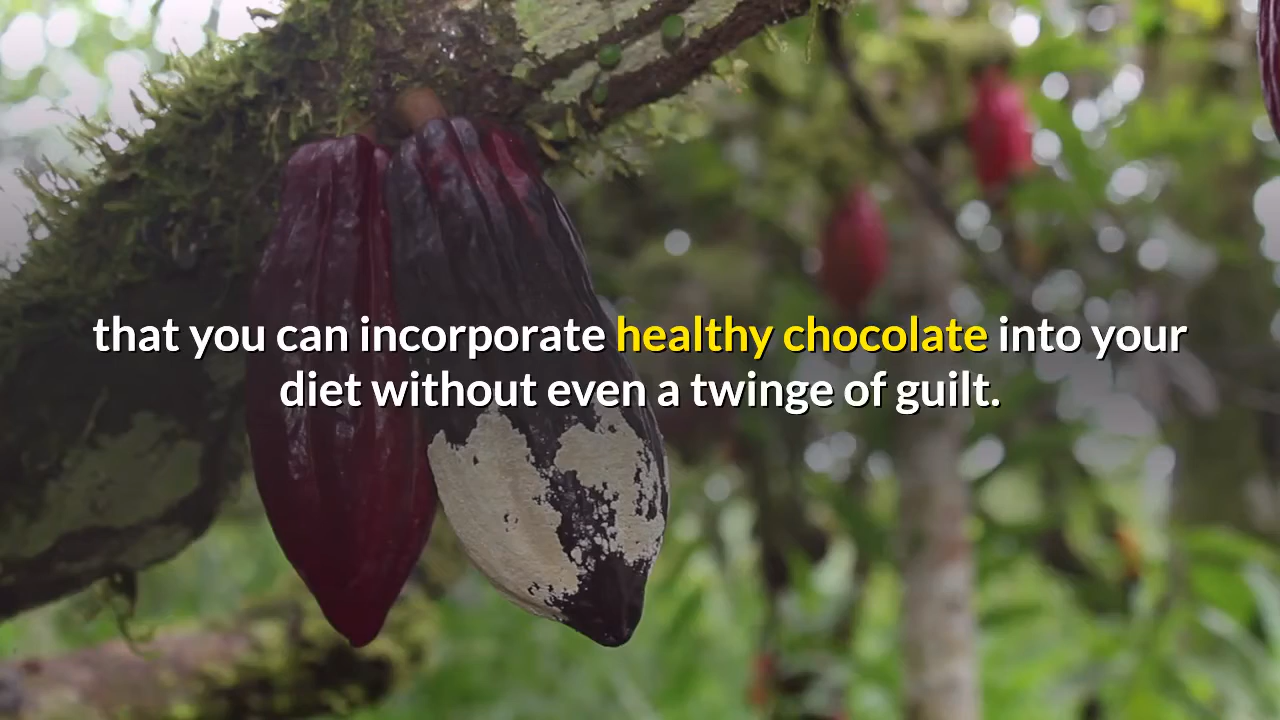 that you can incorporate healthy chocolate into your
diet without even a twinge of guilt.